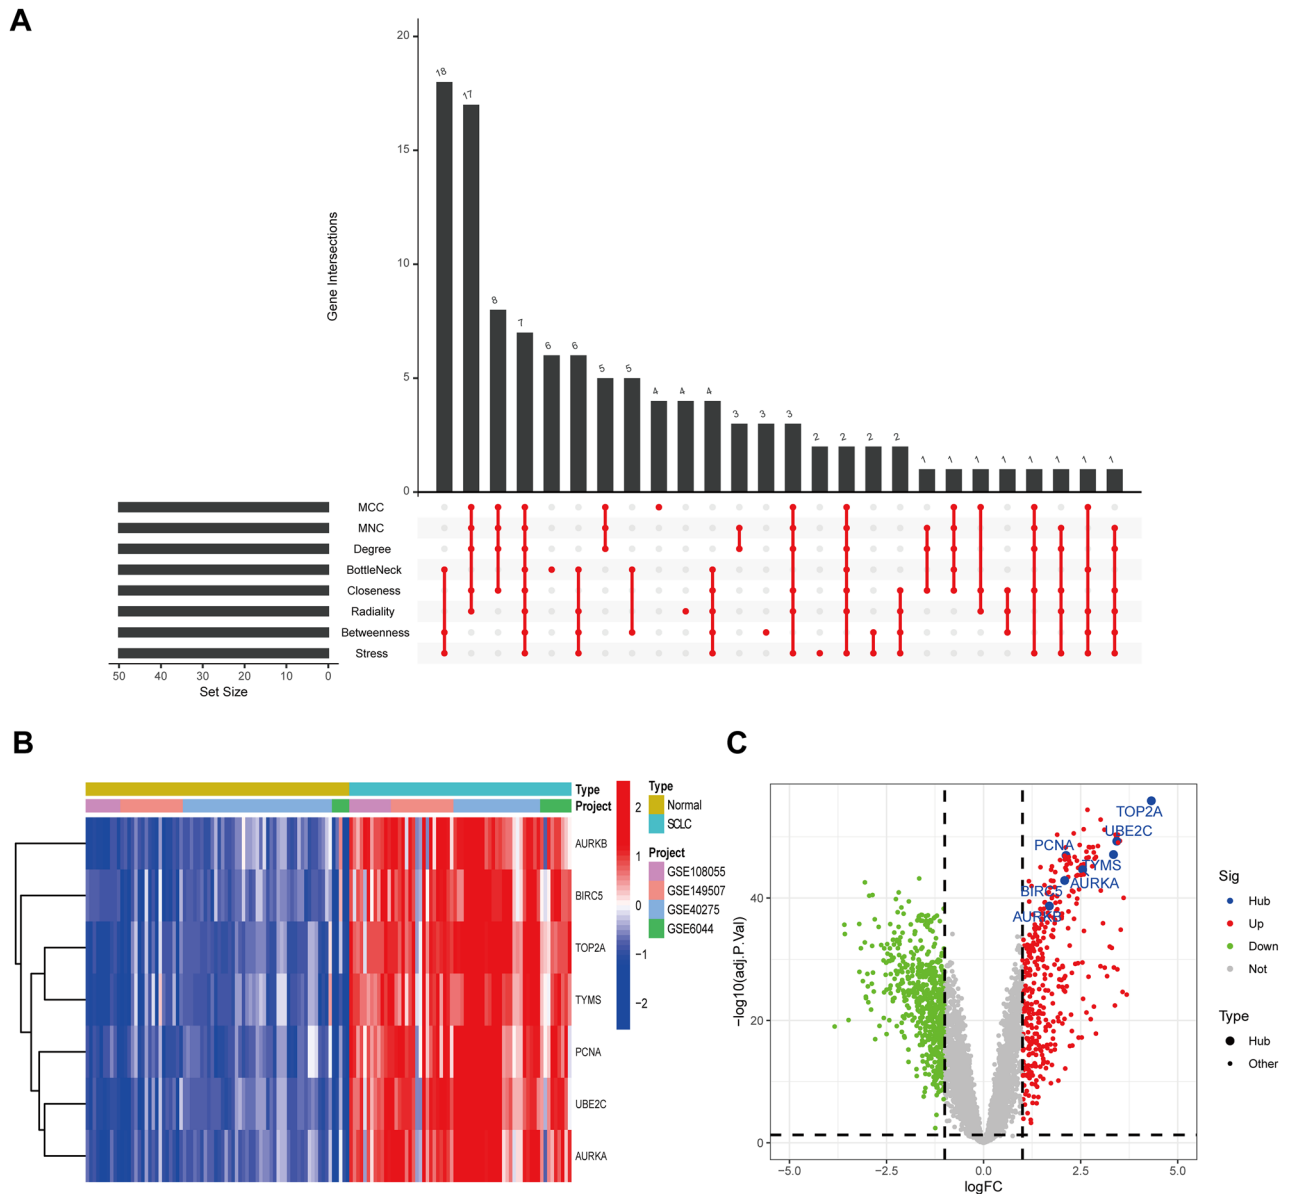 A
Gene Intersections
20
15
10
5
0
18
17
8
7
6
6
5
5
4
4
4
3
3
3
2
2
2
2
1
1
1
1
1
1
1
1
MCC
MNC
Degree
BottleNeck
Closeness
Radiality
Betweenness
Stress
50 40 30 20 10 0
Set Size
B
Type
Project
AURKB
BIRC5
TOP2A
TYMS
PCNA
UBE2C
AURKA
2
1
0
−1
−2
Type
Normal
SCLC
Project
GSE108055
GSE149507
GSE40275
GSE6044
C
−log10(adj.P.Val)
40
20
0
TOP2A
UBE2C
PCNA
TYMS
AURKA
BIRC5
AURKB
−5.0 −2.5 0.0 2.5 5.0
logFC
Sig
Hub
Up
Down
Not
Type
Hub
Other